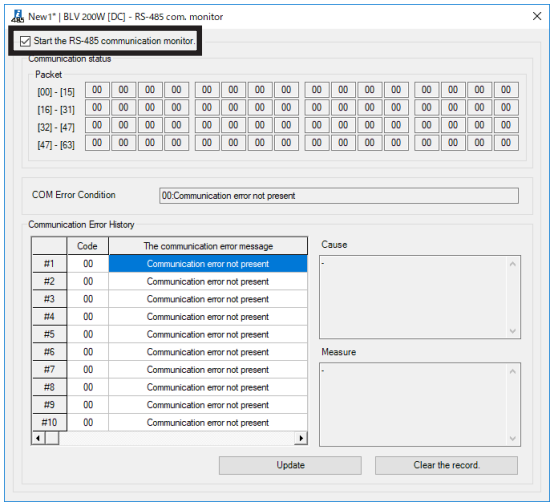 New1* | BLV 200W [DC] - RS-485 com. monitor
Start the RS-485 communication monitor.
Communication status
Packet
[00] - [15] 00 00 00 00 00 00 00 00 00 00 00 00 00 00 00 00
[16] - [31] 00 00 00 00 00 00 00 00 00 00 00 00 00 00 00 00
[32] - [47] 00 00 00 00 00 00 00 00 00 00 00 00 00 00 00 00
[47] - [63] 00 00 00 00 00 00 00 00 00 00 00 00 00 00 00 00
COM Error Condition 00:Communication error not present
Communication Error History
Code The communication error message Cause
#1 00 Communication error not present -
#2 00 Communication error not present
#3 00 Communication error not present
#4 00 Communication error not present
#5 00 Communication error not present
#6 00 Communication error not present Measure
#7 00 Communication error not present -
#8 00 Communication error not present
#9 00 Communication error not present
#10 00 Communication error not present
Update Clear the record.